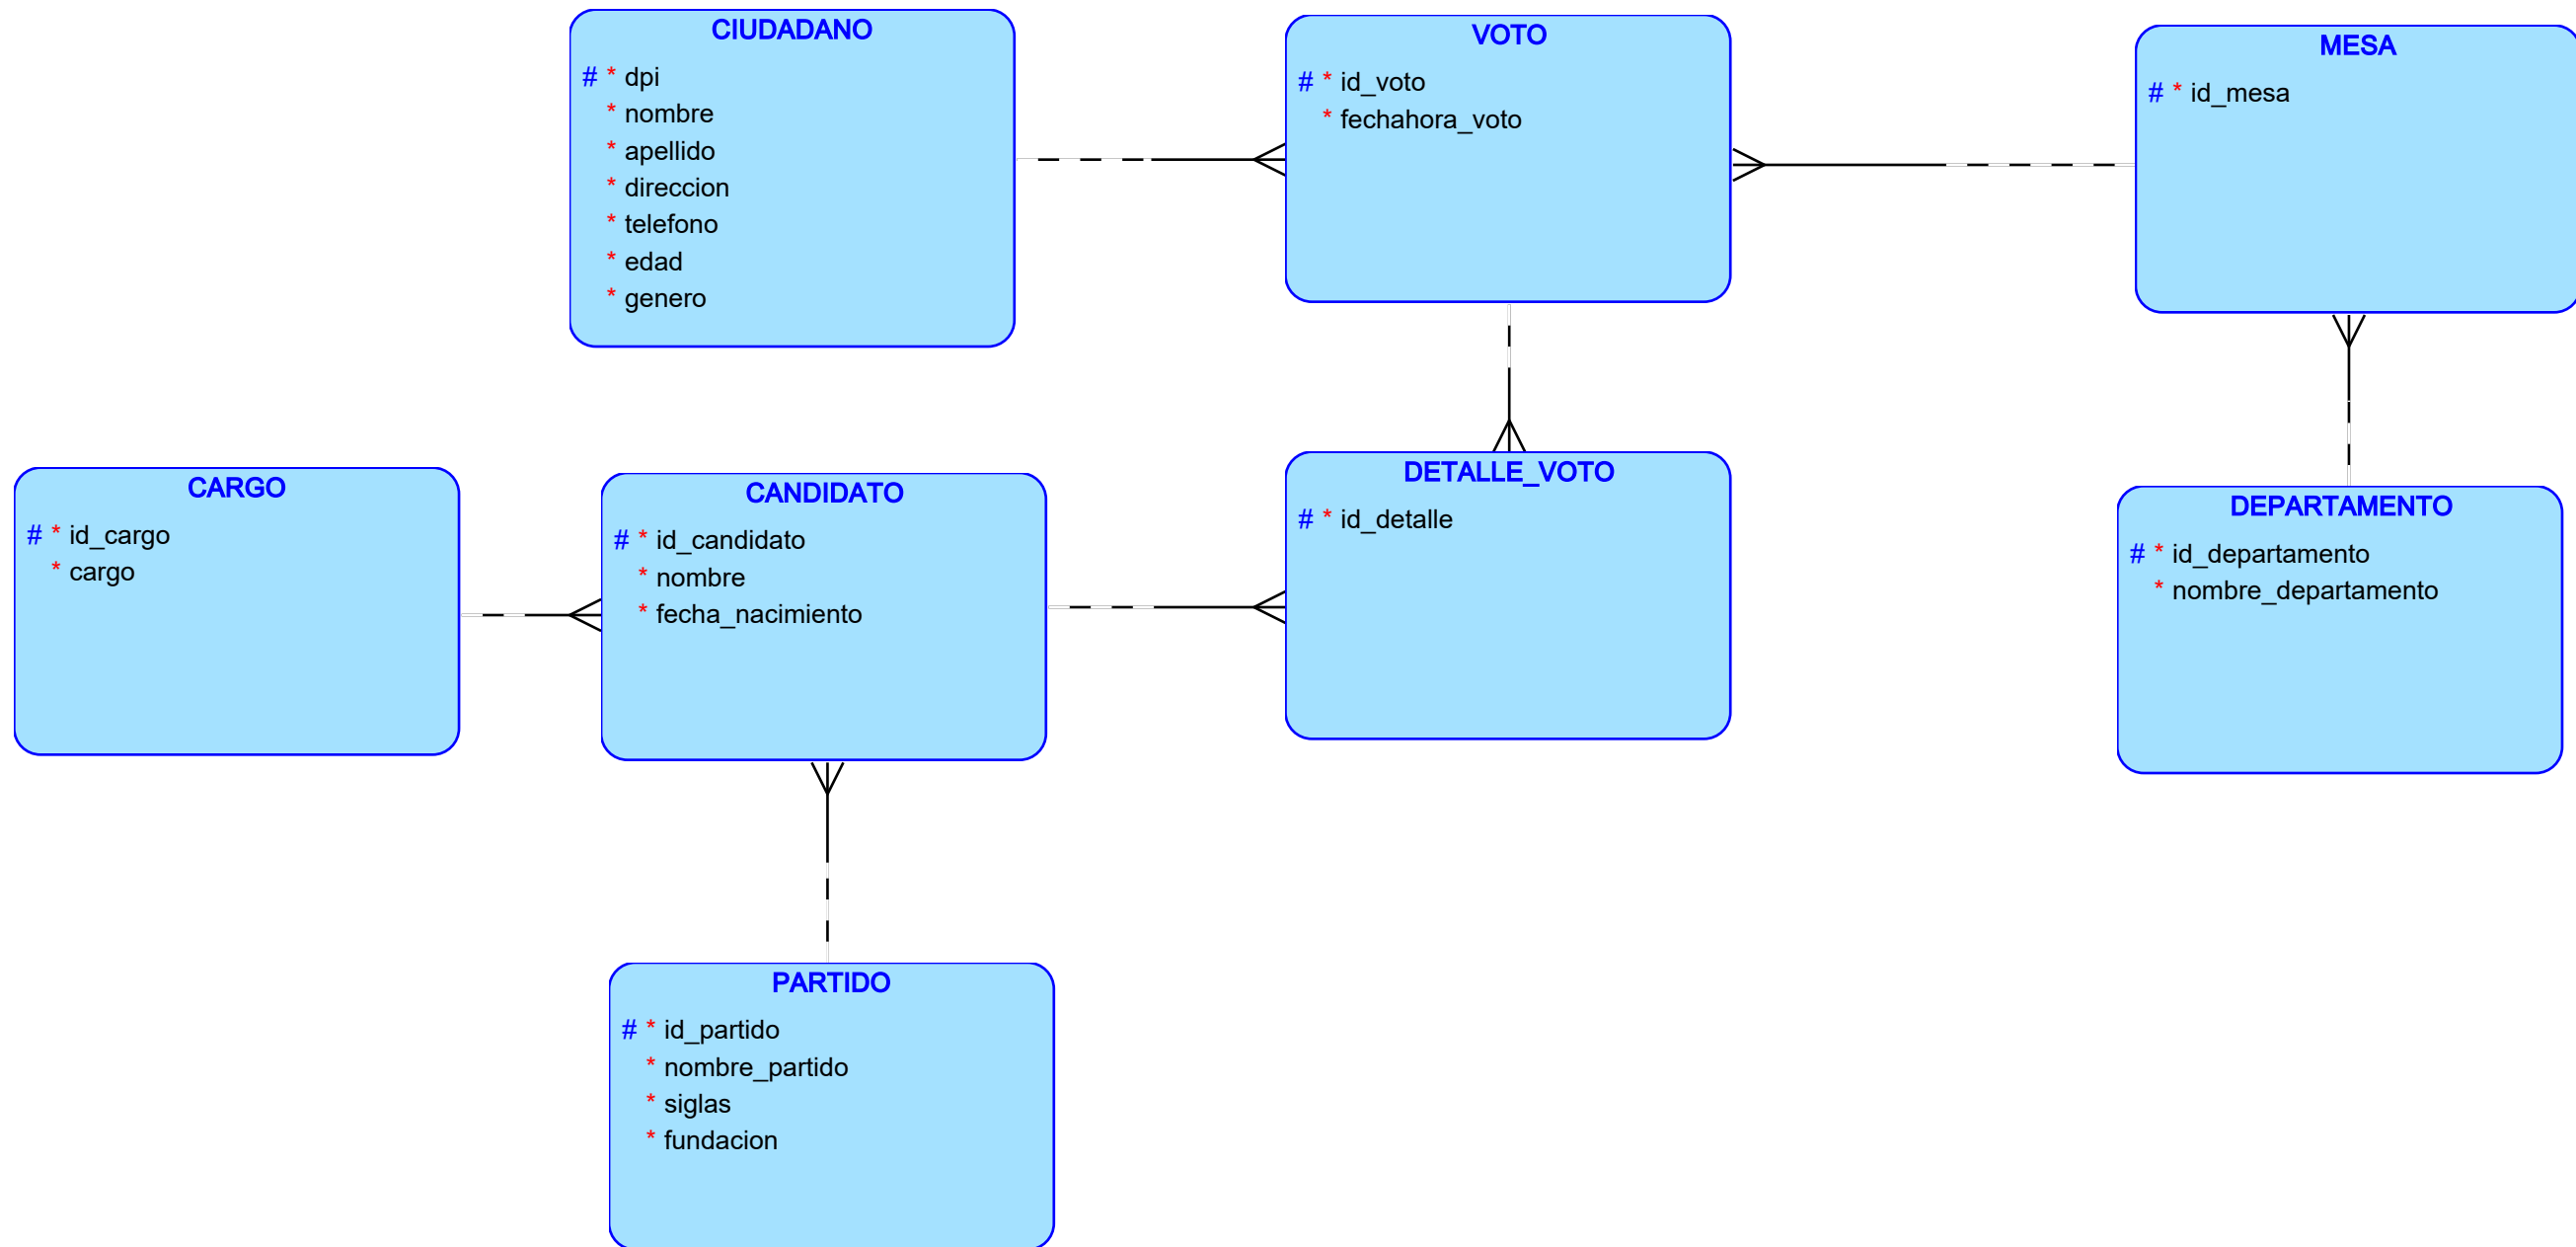 CIUDADANO
# * dpi
* nombre
* apellido
* direccion
* telefono
* edad
* genero
VOTO
# * id_voto
* fechahora_voto
MESA
# * id_mesa
CARGO
# * id_cargo
* cargo
CANDIDATO
# * id_candidato
* nombre
* fecha_nacimiento
DETALLE_VOTO
# * id_detalle
DEPARTAMENTO
# * id_departamento
* nombre_departamento
PARTIDO
# * id_partido
* nombre_partido
* siglas
* fundacion